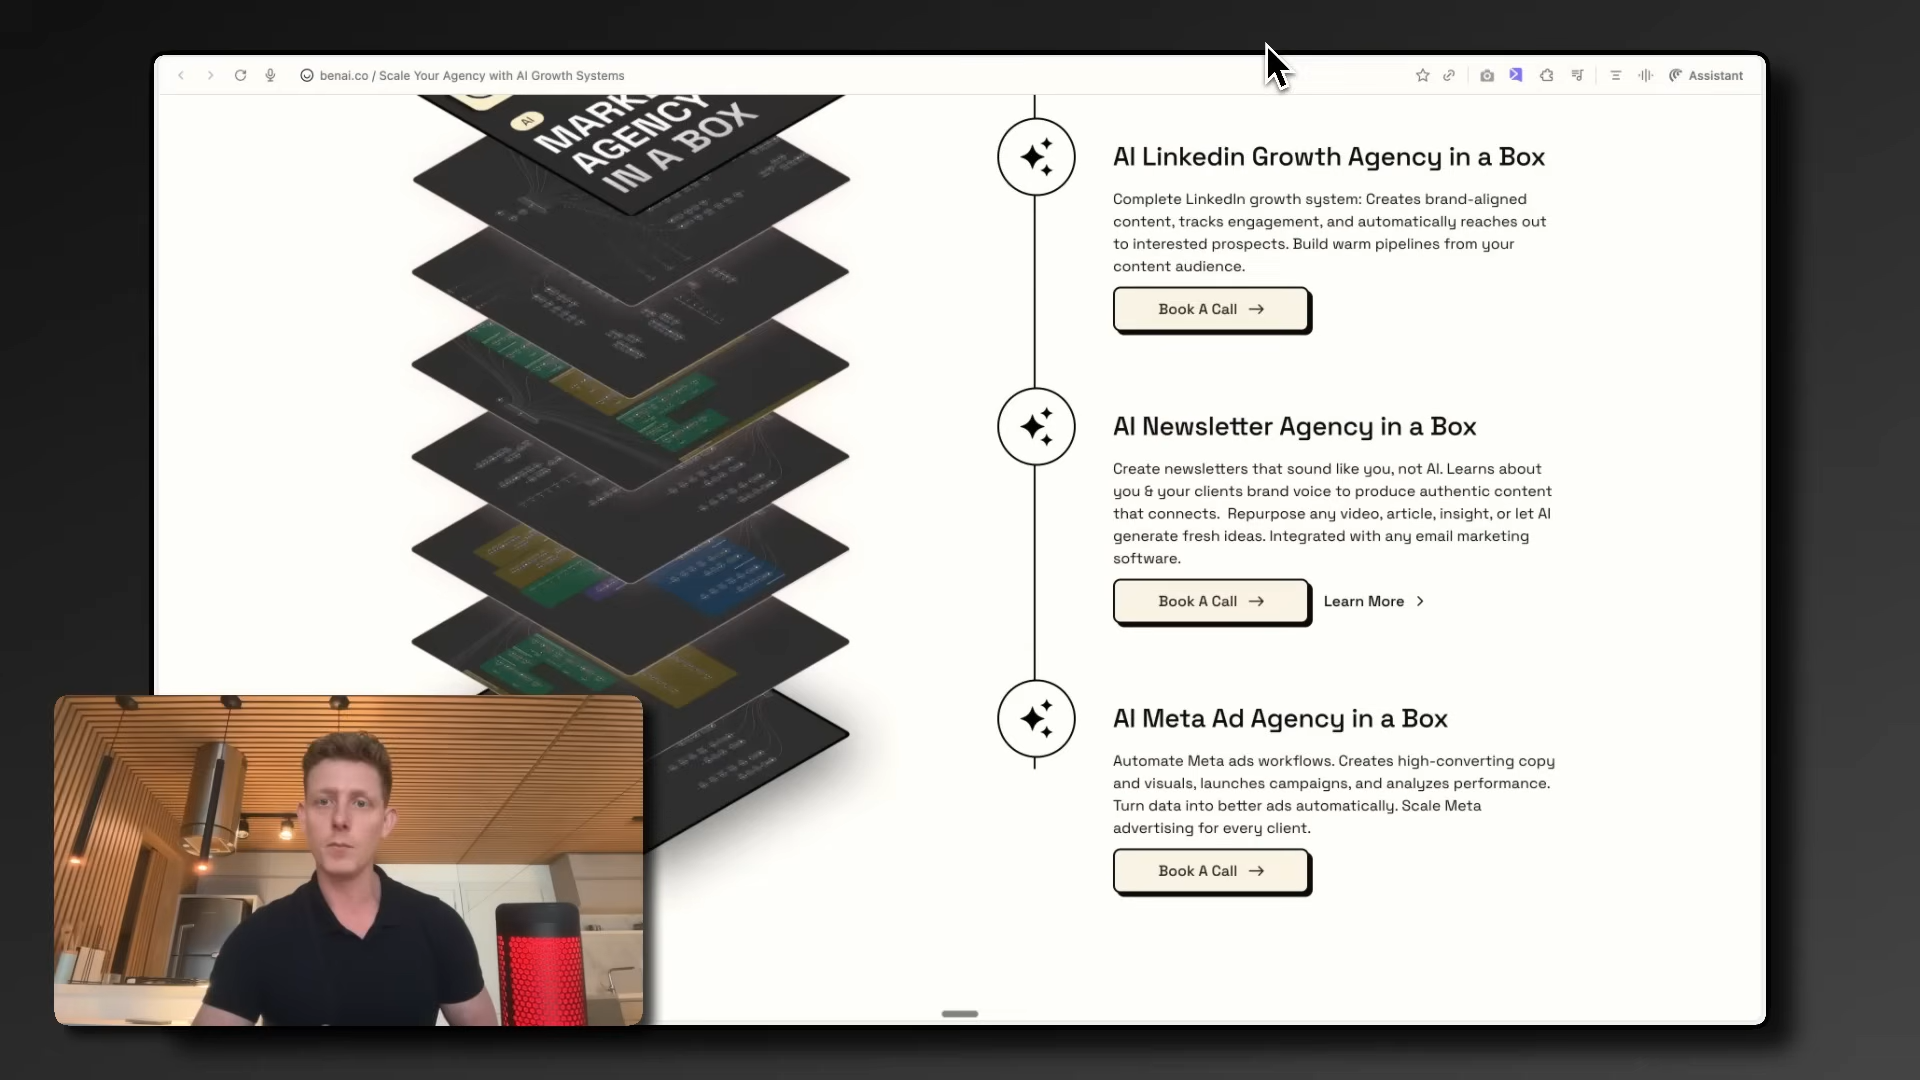 benai.co / Scale Your Agency with AI Growth Systems
Assistant
AI
MARK
AGENCY
IN A BOX
AI Linkedin Growth Agency in a Box
Complete LinkedIn growth system: Creates brand-aligned
content, tracks engagement, and automatically reaches out
to interested prospects. Build warm pipelines from your
content audience.
Book A Call
AI Newsletter Agency in a Box
Create newsletters that sound like you, not AI. Learns about
you & your clients brand voice to produce authentic content
that connects. Repurpose any video, article, insight, or let AI
generate fresh ideas. Integrated with any email marketing
software.
Book A Call
Learn More
AI Meta Ad Agency in a Box
Automate Meta ads workflows. Creates high-converting copy
and visuals, launches campaigns, and analyzes performance.
Turn data into better ads automatically. Scale Meta
advertising for every client.
Book A Call